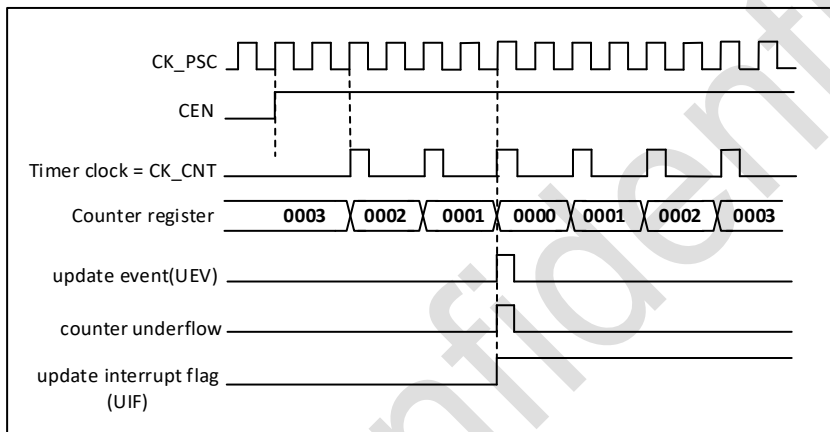 CK_PSC
CEN
Timer clock = CK_CNT
Counter register 0003 0002 0001 0000 0001 0002 0003
update event(UEV)
counter underflow
update interrupt flag
(UIF)